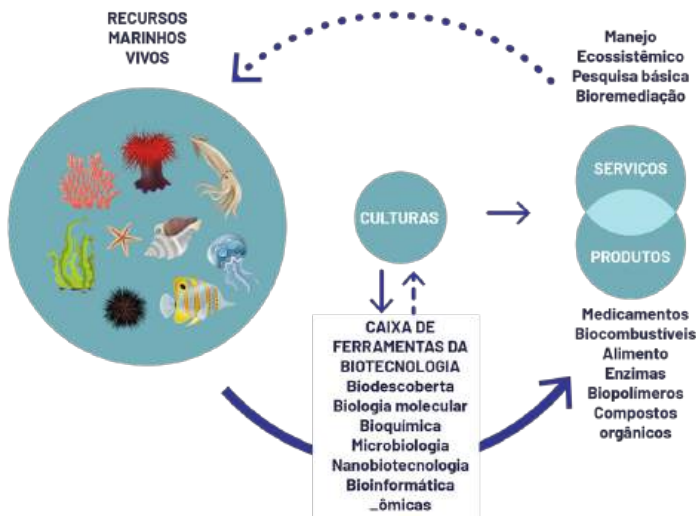 RECURSOS
MARINHOS
VIVOS
Manejo
Ecossistêmico
Pesquisa básica
Bioremediação
SERVIÇOS
PRODUTOS
CULTURAS
CAIXA DE
FERRAMENTAS DA
BIOTECNOLOGIA
Biodescoberta
Biologia molecular
Bioquímica
Microbiologia
Nanobiotecnologia
Bioinformática
_ômicas
Medicamentos
Biocombustíveis
Alimento
Enzimas
Biopolímeros
Compostos
orgânicos